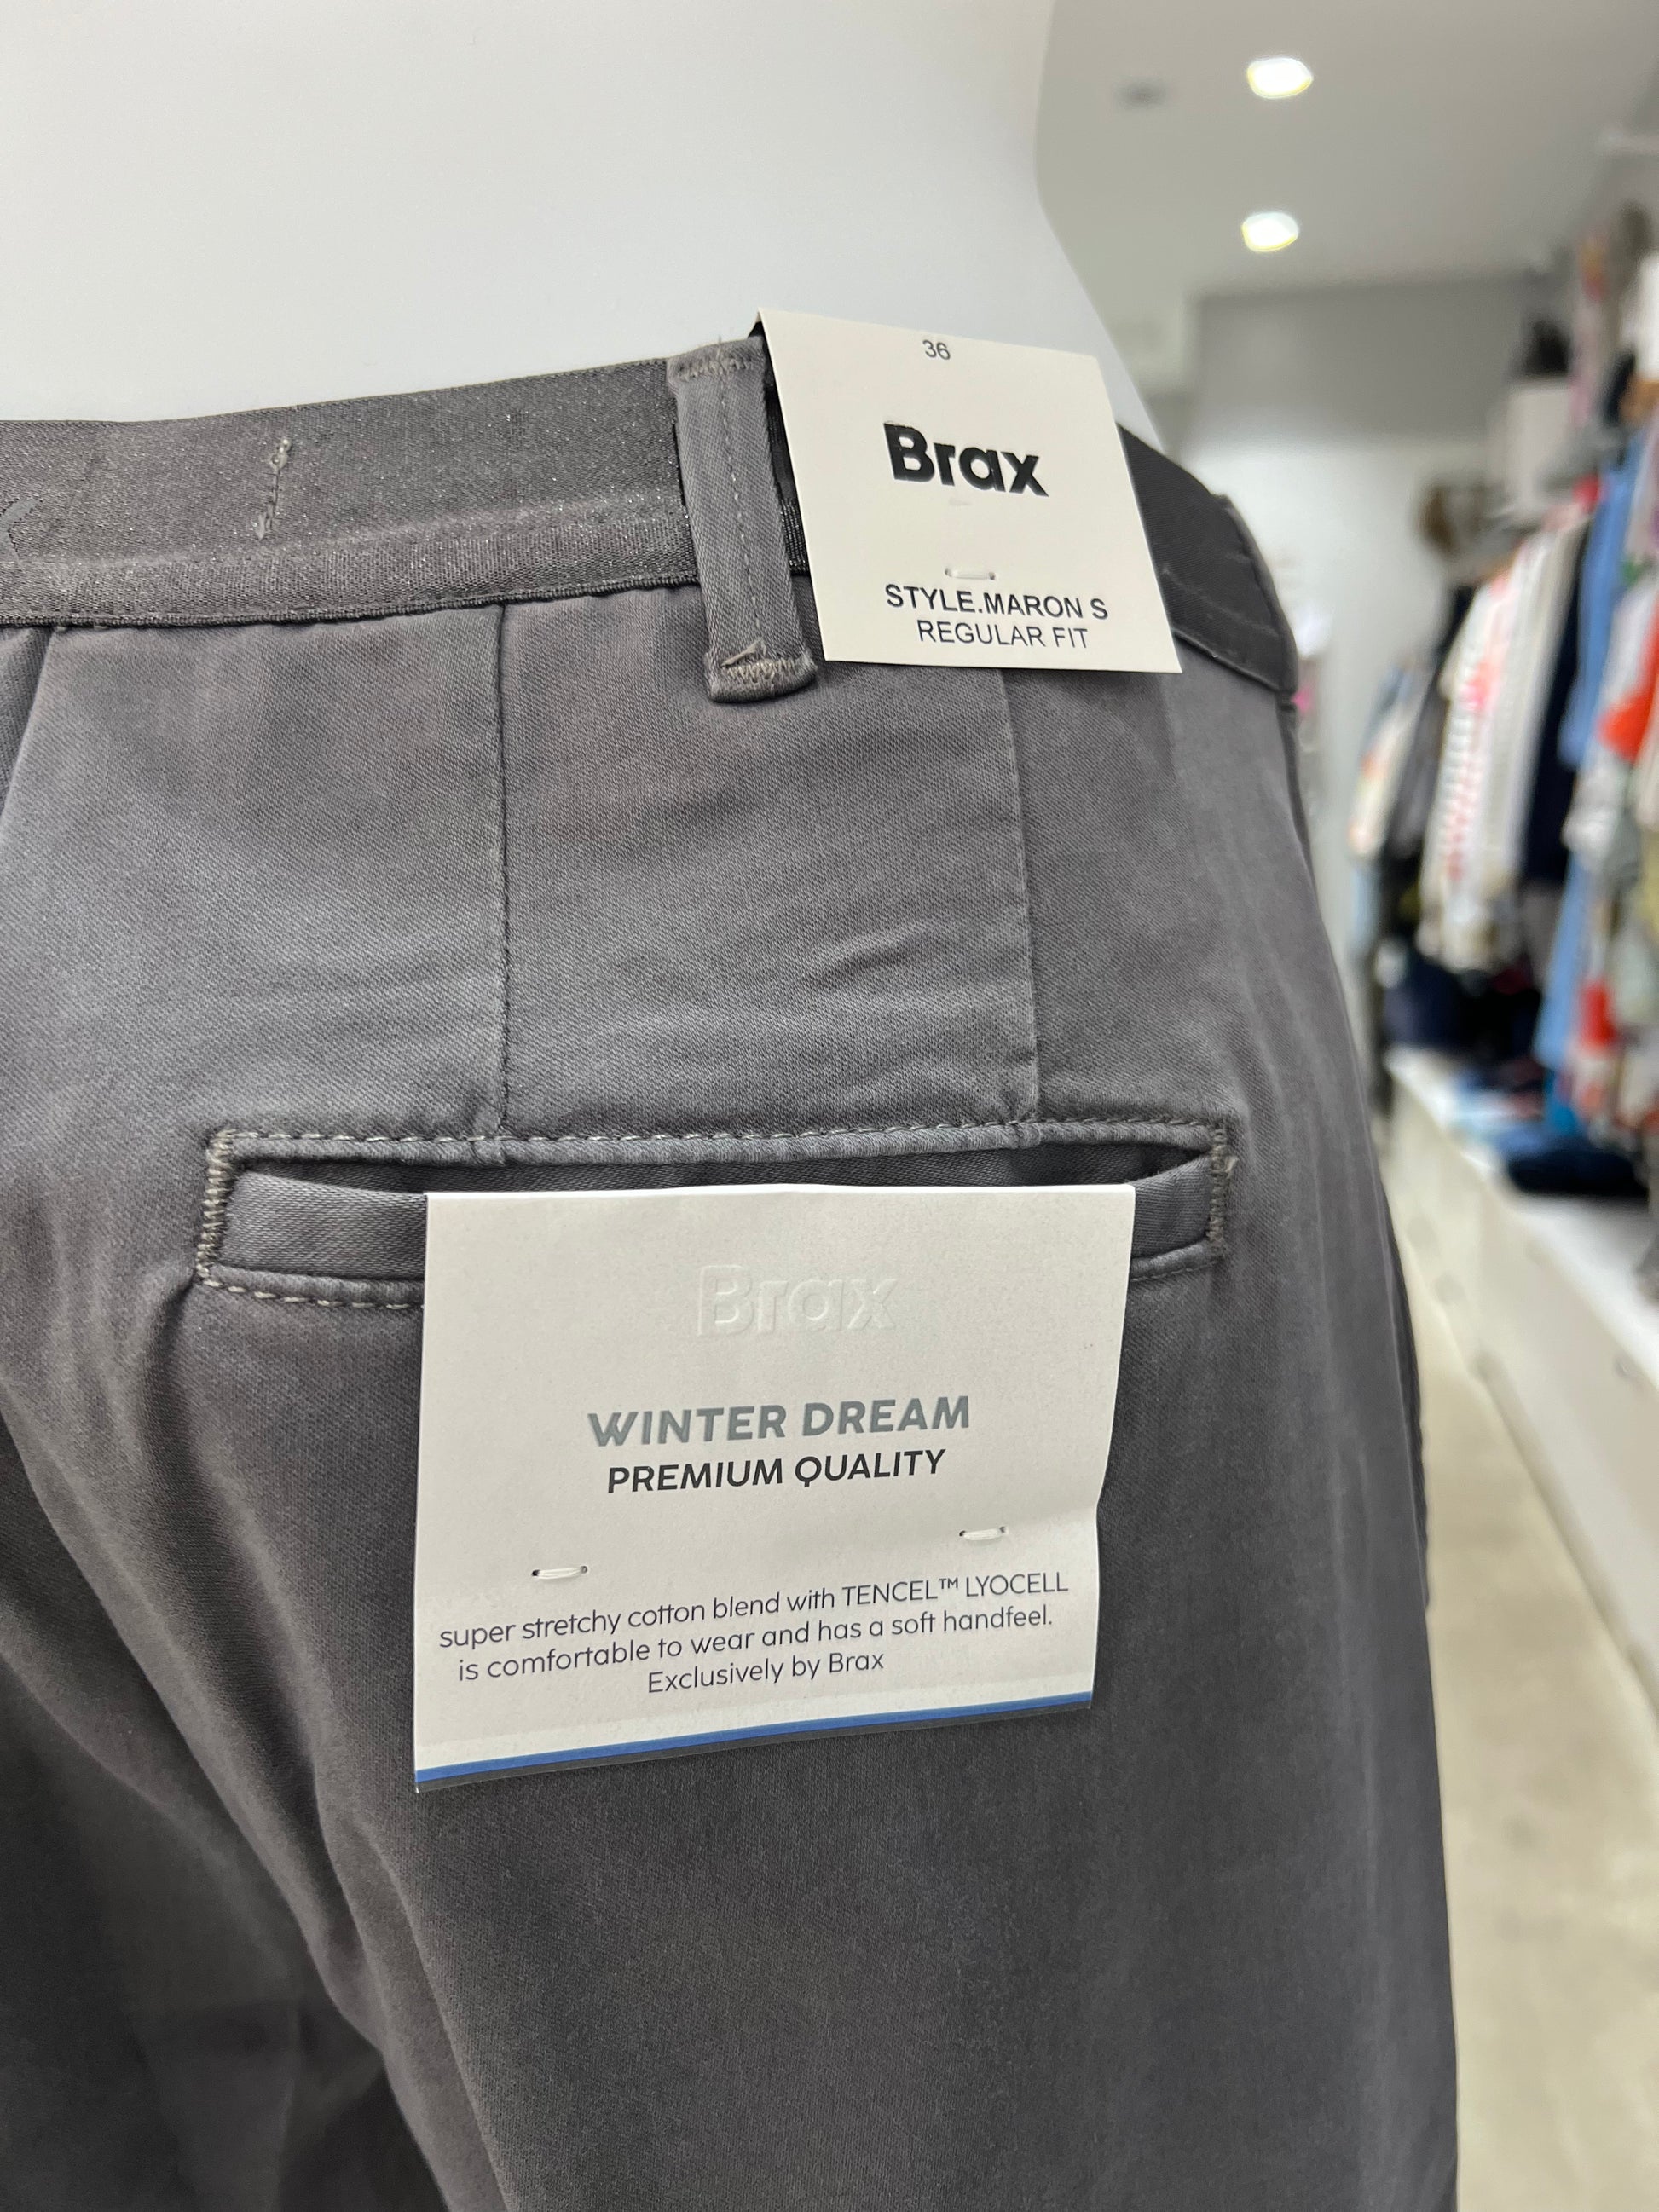 36
Brax
STYLE.MARON S
REGULAR FIT
Brax
WINTER DREAM
PREMIUM QUALITY
super stretchy cotton blend with TENCEL™ LYOCELL
is comfortable to wear and has a soft handfeel.
Exclusively by Brax